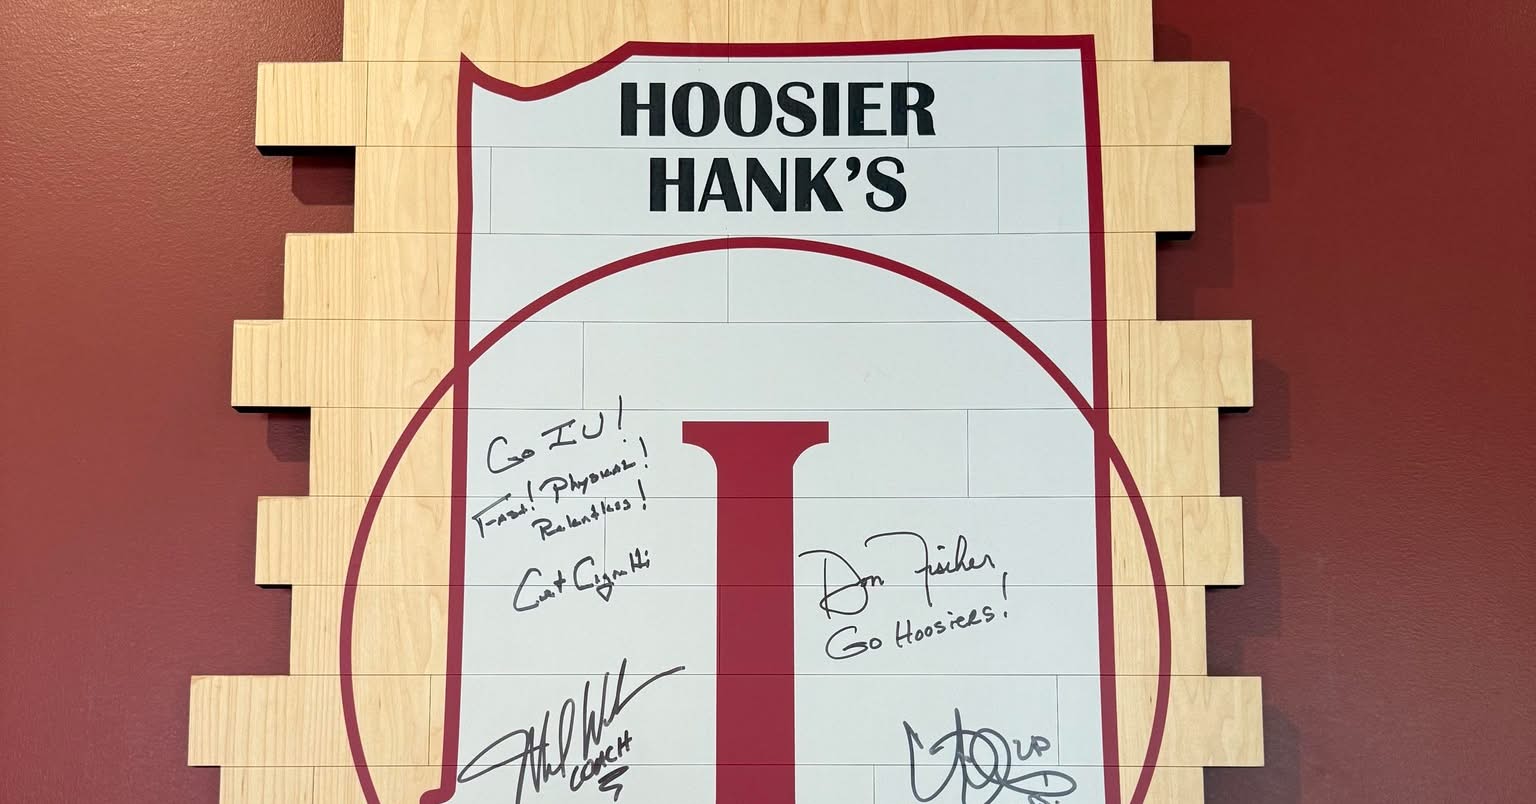 HOOSIER
HANK'S
Go IU!
Fast! Physical!
Relentless!
Curt Cignetti
Don Fischer
Go Hoosiers!
COACH